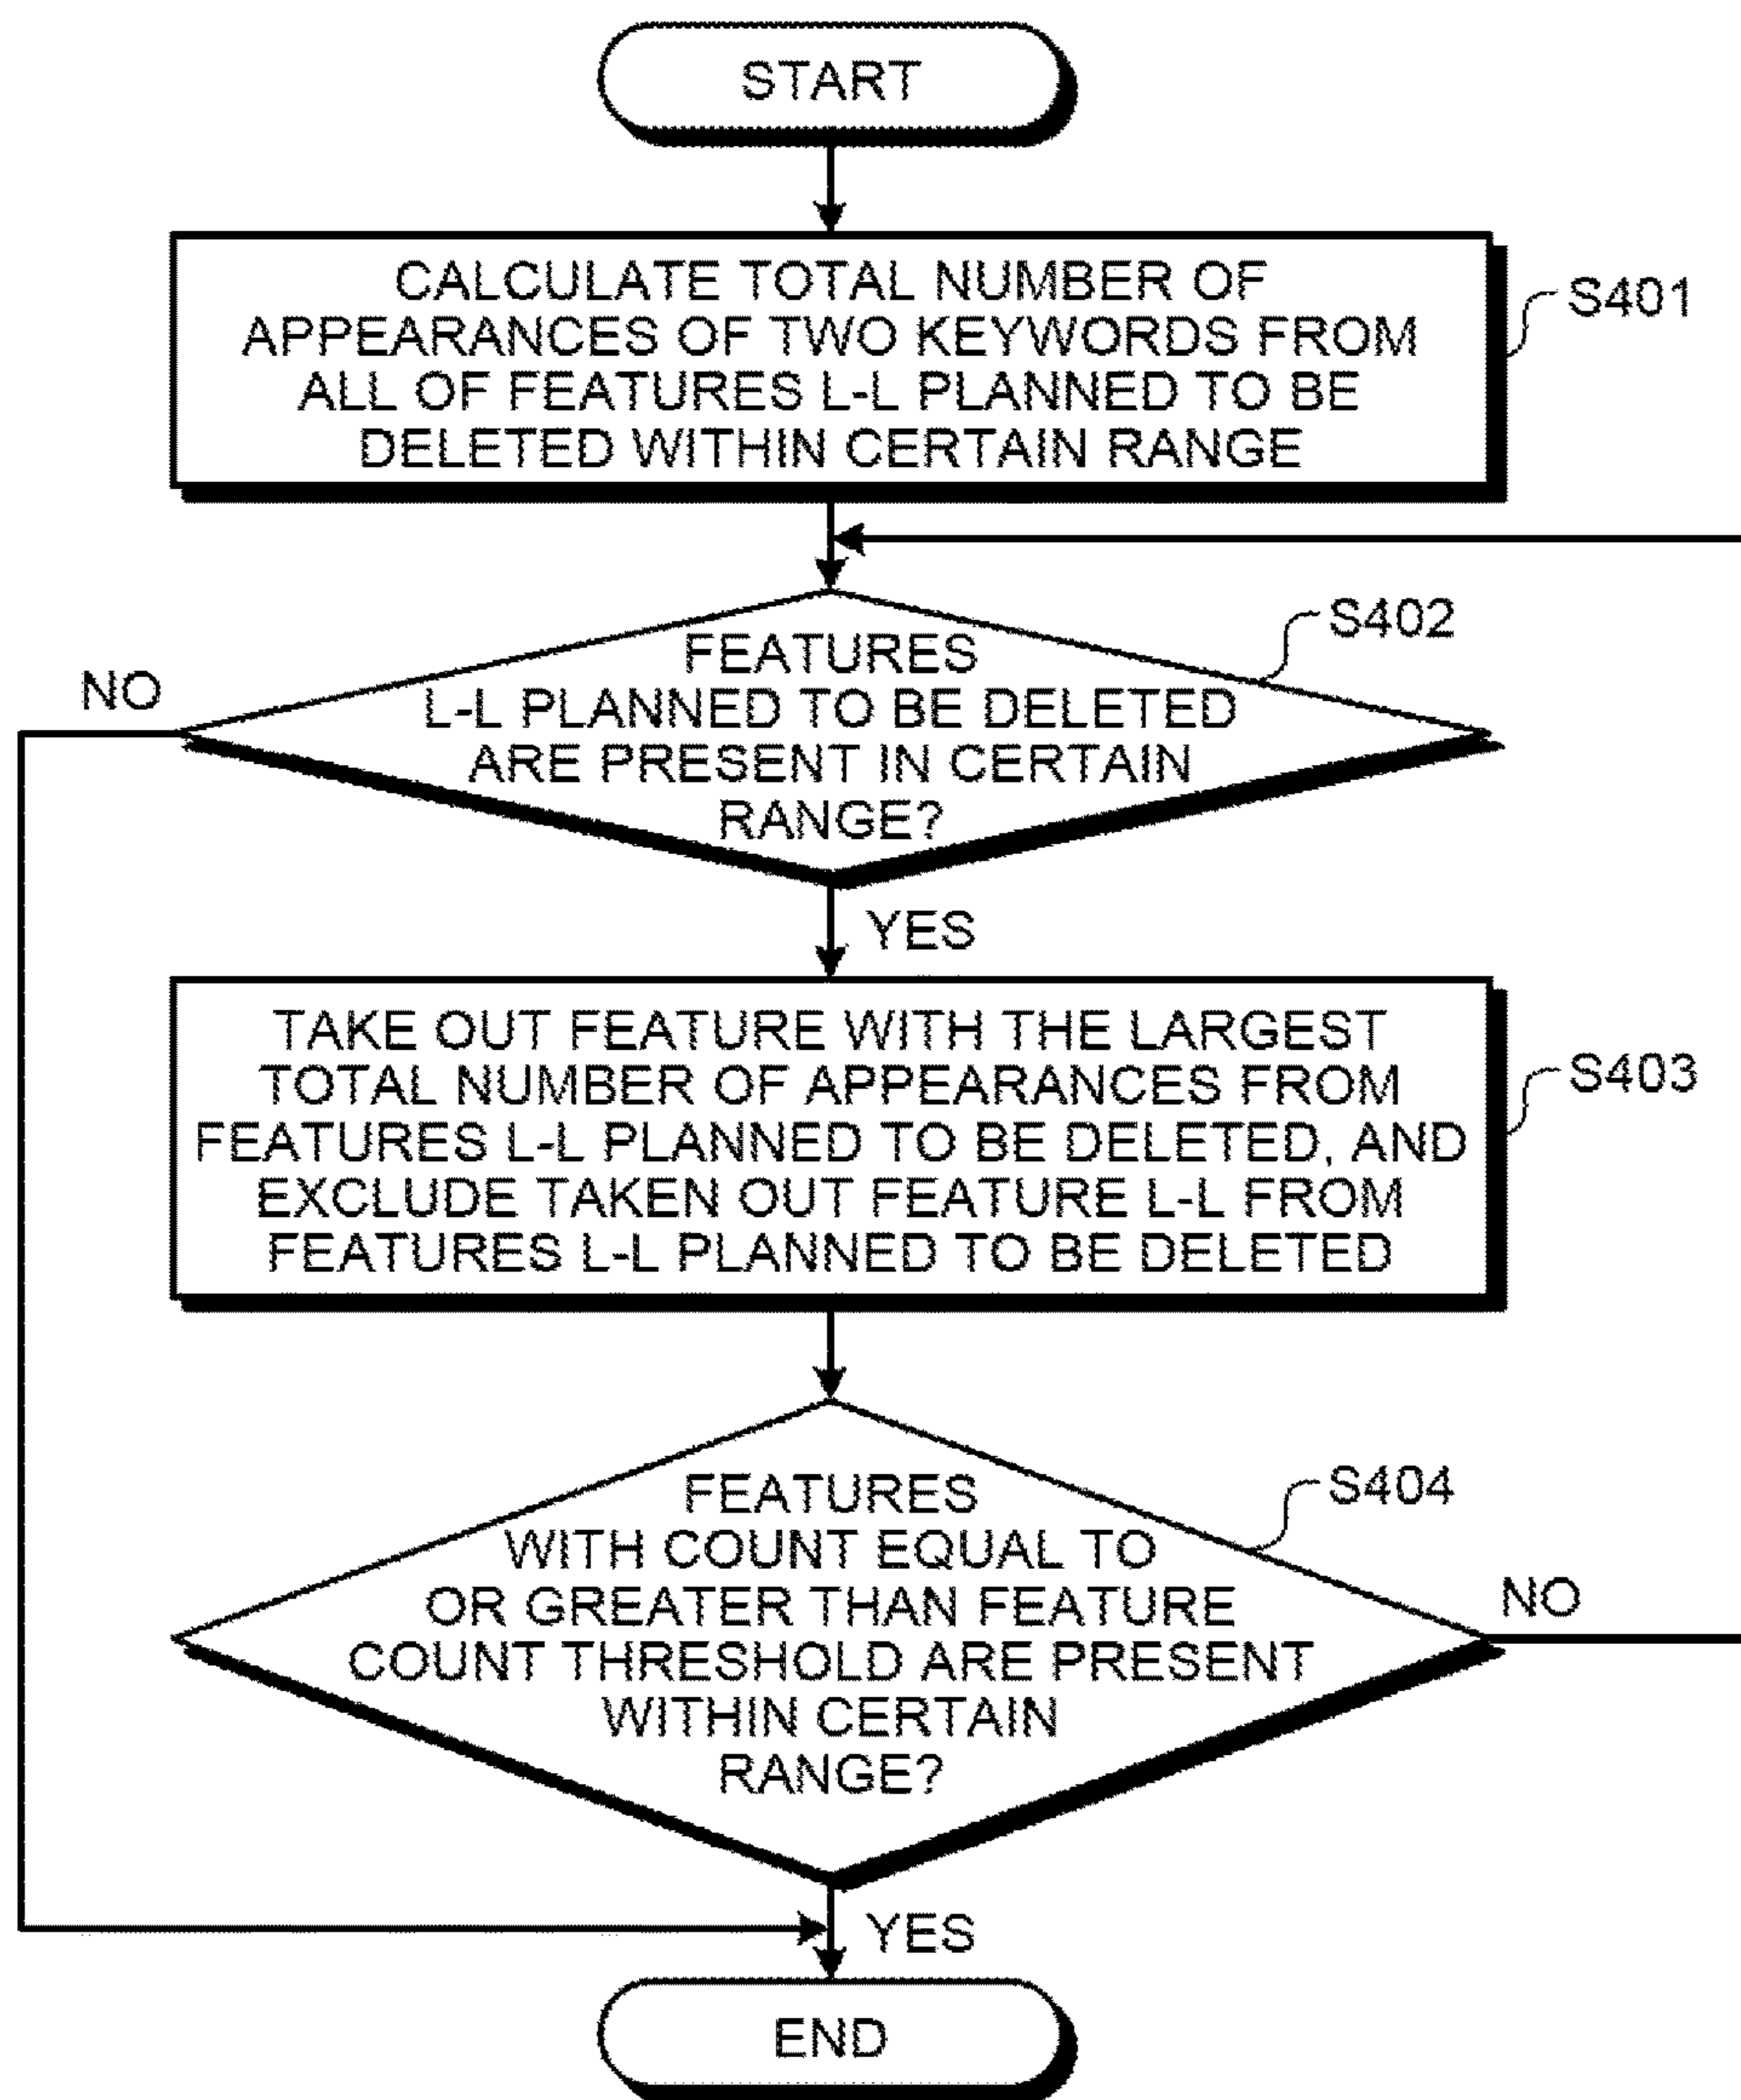 START
CALCULATE TOTAL NUMBER OF
APPEARANCES OF TWO KEYWORDS FROM
ALL OF FEATURES L-L PLANNED TO BE
DELETED WITHIN CERTAIN RANGE
S401
S402
FEATURES
L-L PLANNED TO BE DELETED
ARE PRESENT IN CERTAIN
RANGE?
NO
YES
TAKE OUT FEATURE WITH THE LARGEST
TOTAL NUMBER OF APPEARANCES FROM
FEATURES L-L PLANNED TO BE DELETED, AND
EXCLUDE TAKEN OUT FEATURE L-L FROM
FEATURES L-L PLANNED TO BE DELETED
S403
S404
FEATURES
WITH COUNT EQUAL TO
OR GREATER THAN FEATURE
COUNT THRESHOLD ARE PRESENT
WITHIN CERTAIN
RANGE?
NO
YES
END